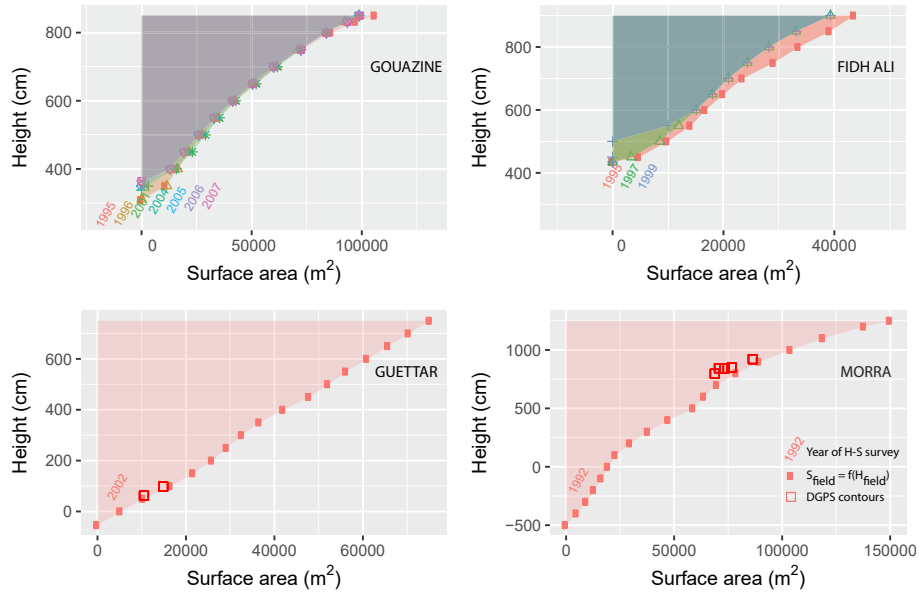 GOUAZINE
Height (cm)
800
600
400
1995
1996
2001
2004
2005
2006
2007
0
50000
100000
Surface area (m²)
FIDH ALI
Height (cm)
800
600
400
1997
1999
0
20000
40000
Surface area (m²)
GUETTAR
Height (cm)
600
400
200
0
2002
0
20000
40000
60000
Surface area (m²)
MORRA
Height (cm)
1000
500
0
−500
1992
1992 Year of H-S survey
S_field = f(H_field)
DGPS contours
0
50000
100000
150000
Surface area (m²)